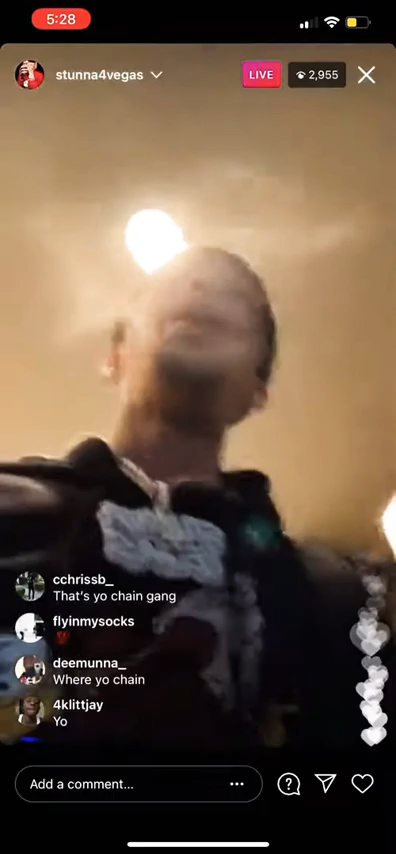 5:28
stunna4vegas
LIVE
2,955
cchrissb_
That's yo chain gang
flyinmysocks
deemunna_
Where yo chain
4klittjay
Yo
Add a comment...